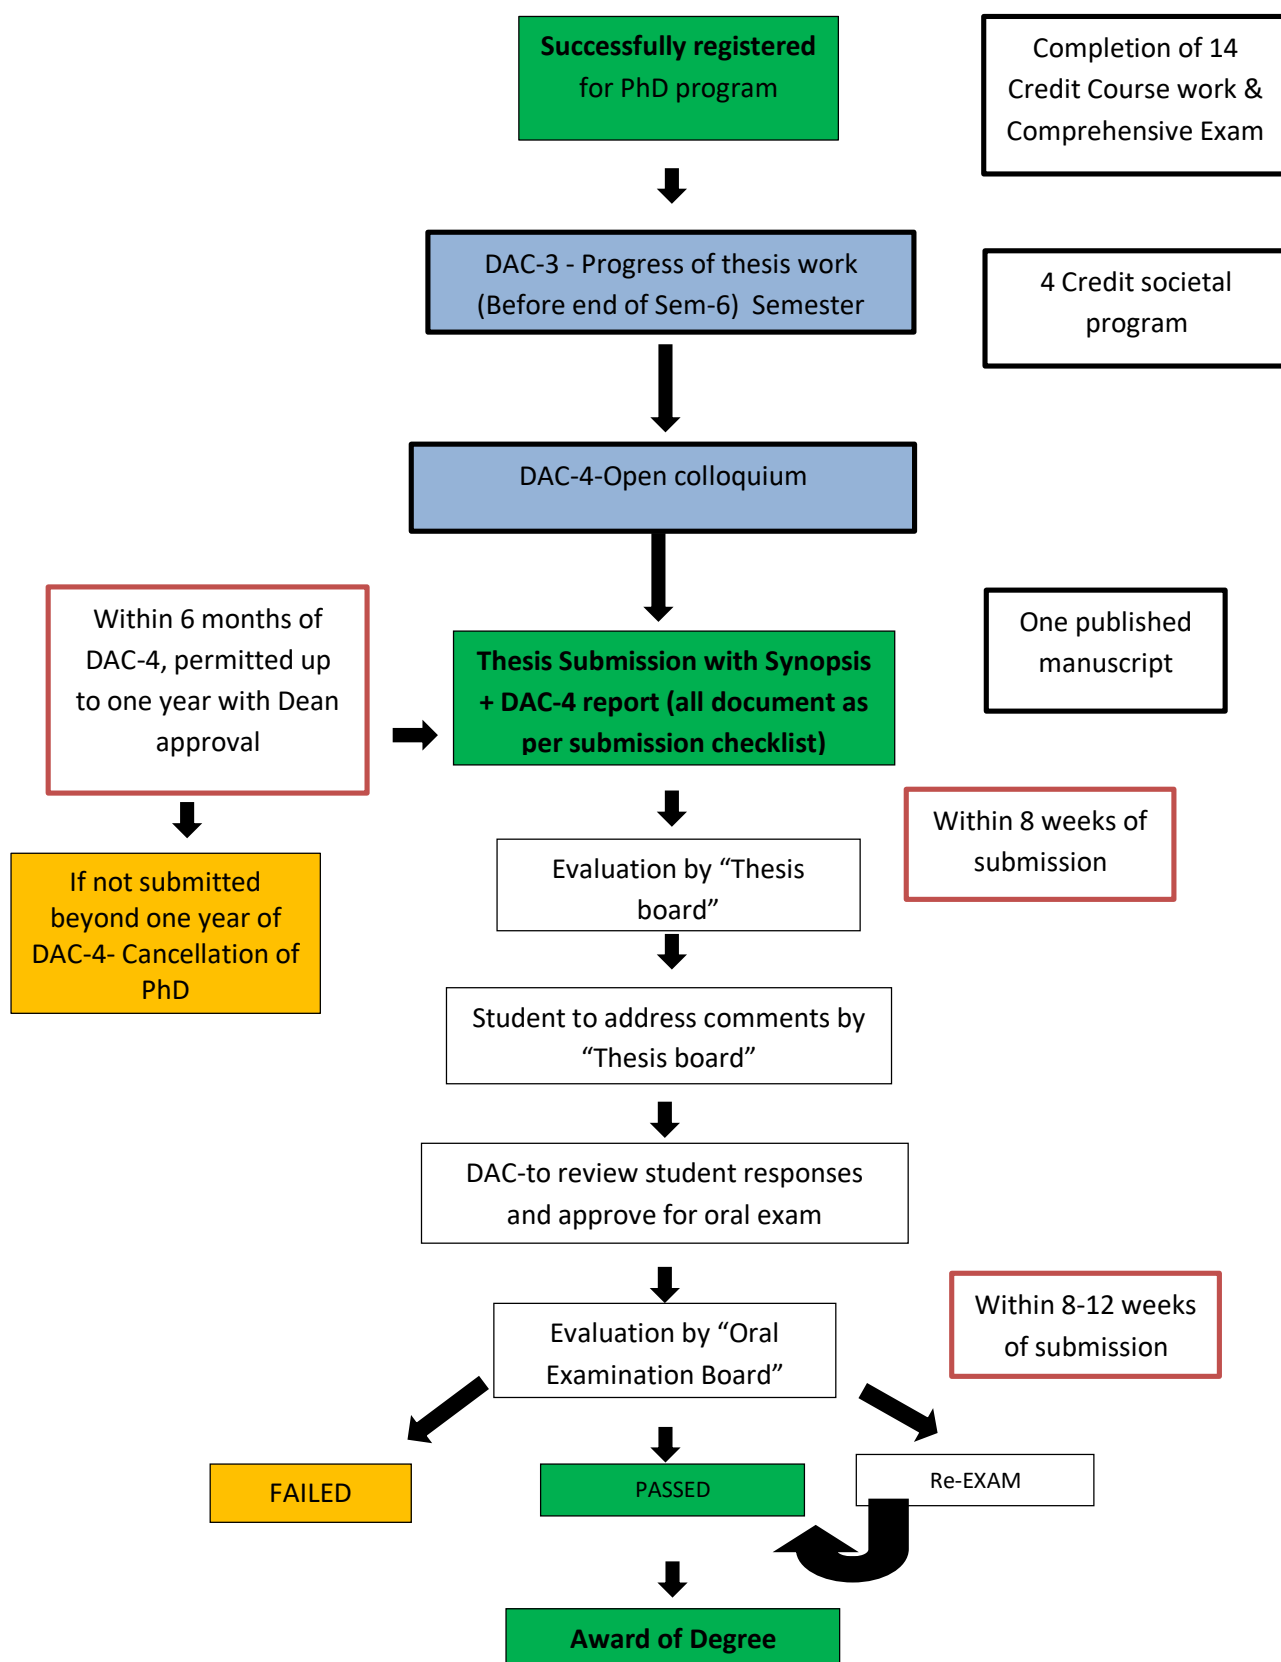 Successfully registered
for PhD program
Completion of 14
Credit Course work &
Comprehensive Exam
DAC-3 - Progress of thesis work
(Before end of Sem-6) Semester
4 Credit societal
program
DAC-4-Open colloquium
Within 6 months of
DAC-4, permitted up
to one year with Dean
approval
Thesis Submission with Synopsis
+ DAC-4 report (all document as
per submission checklist)
One published
manuscript
If not submitted
beyond one year of
DAC-4- Cancellation of
PhD
Evaluation by “Thesis
board”
Within 8 weeks of
submission
Student to address comments by
“Thesis board”
DAC-to review student responses
and approve for oral exam
Evaluation by “Oral
Examination Board”
Within 8-12 weeks
of submission
FAILED
PASSED
Re-EXAM
Award of Degree